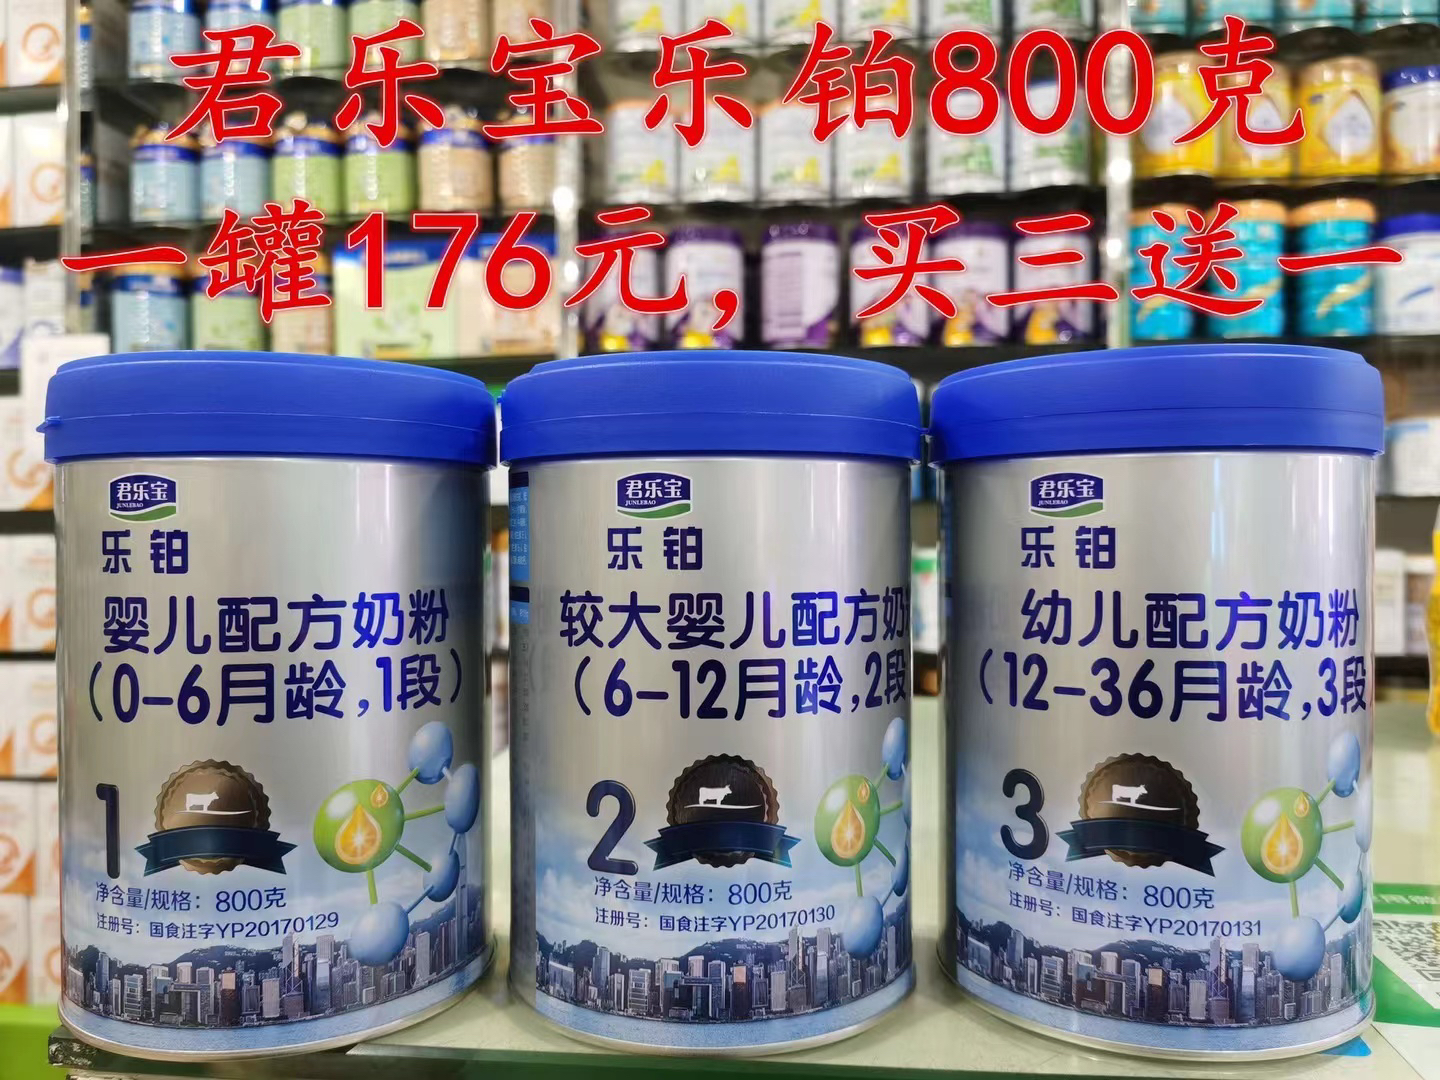 君乐宝乐铂800克
一罐176元，买三送一
君乐宝
JUNLEBAO
乐铂
婴儿配方奶粉
（0-6月龄,1段）
1
净含量/规格：800克
注册号：国食注字YP20170129
君乐宝
JUNLEBAO
乐铂
较大婴儿配方奶
（6-12月龄,2段
2
净含量/规格：800克
注册号：国食注字YP20170130
君乐宝
JUNLEBAO
乐铂
幼儿配方奶粉
（12-36月龄,3段
3
净含量/规格：800克
注册号：国食注字YP20170131